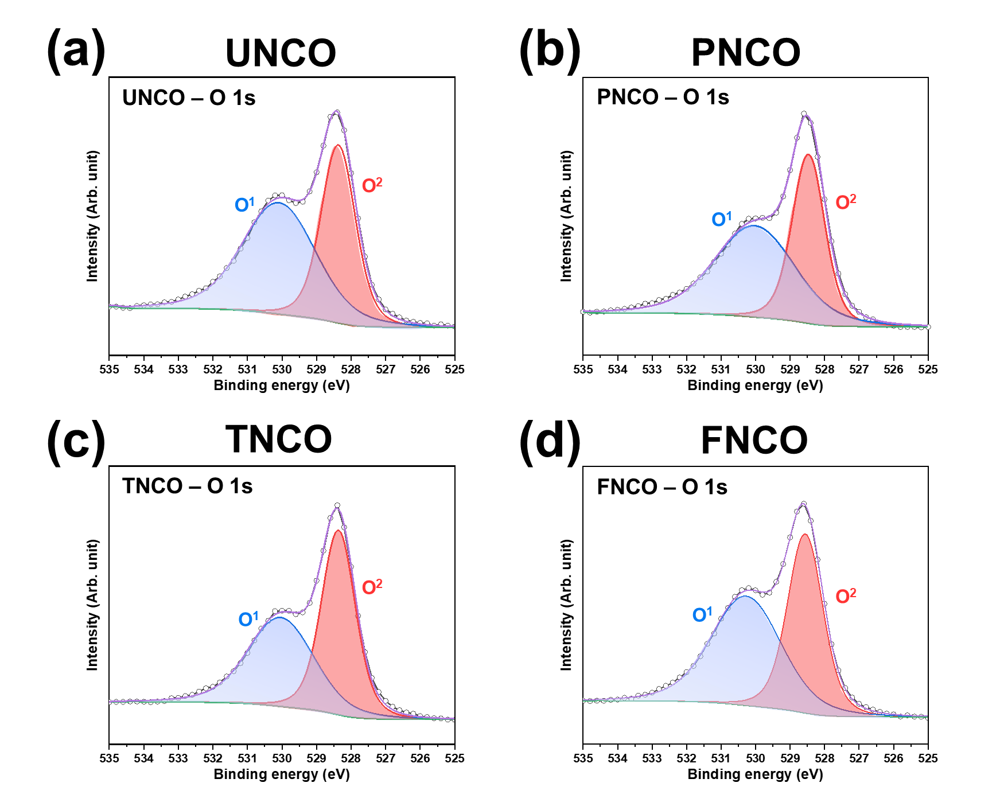 (a) UNCO
UNCO – O 1s
O¹
O²
Intensity (Arb. unit)
535 534 533 532 531 530 529 528 527 526 525
Binding energy (eV)
(b) PNCO
PNCO – O 1s
O¹
O²
Intensity (Arb. unit)
535 534 533 532 531 530 529 528 527 526 525
Binding energy (eV)
(c) TNCO
TNCO – O 1s
O¹
O²
Intensity (Arb. unit)
535 534 533 532 531 530 529 528 527 526 525
Binding energy (eV)
(d) FNCO
FNCO – O 1s
O¹
O²
Intensity (Arb. unit)
535 534 533 532 531 530 529 528 527 526 525
Binding energy (eV)